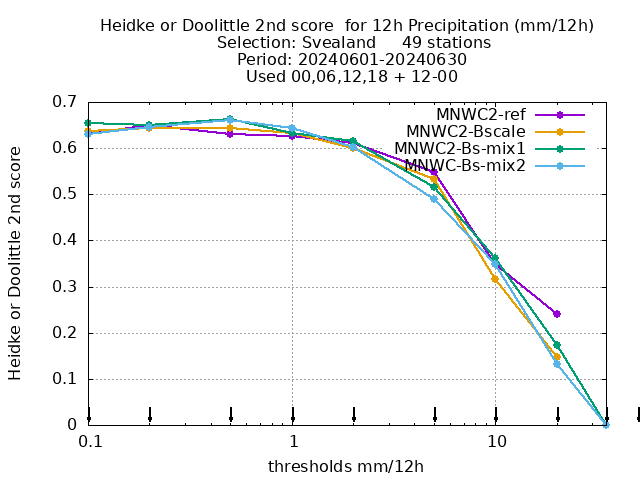 Heidke or Doolittle 2nd score  for 12h Precipitation (mm/12h)
Selection: Svealand     49 stations
Period: 20240601-20240630
Used 00,06,12,18 + 12-00
Heidke or Doolittle 2nd score
0.7
0.6
0.5
0.4
0.3
0.2
0.1
0
MNWC2-ref
MNWC2-Bscale
MNWC2-Bs-mix1
MNWC-Bs-mix2
0.1 1 10
thresholds mm/12h